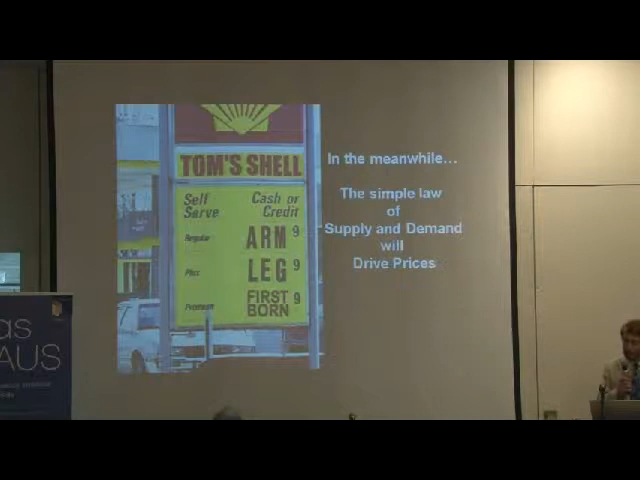 TOM'S SHELL
Self Serve
Cash or Credit
Regular
ARM 9
Plus
LEG 9
Premium
FIRST BORN 9
In the meanwhile...
The simple law
of
Supply and Demand
will
Drive Prices
as
AUS